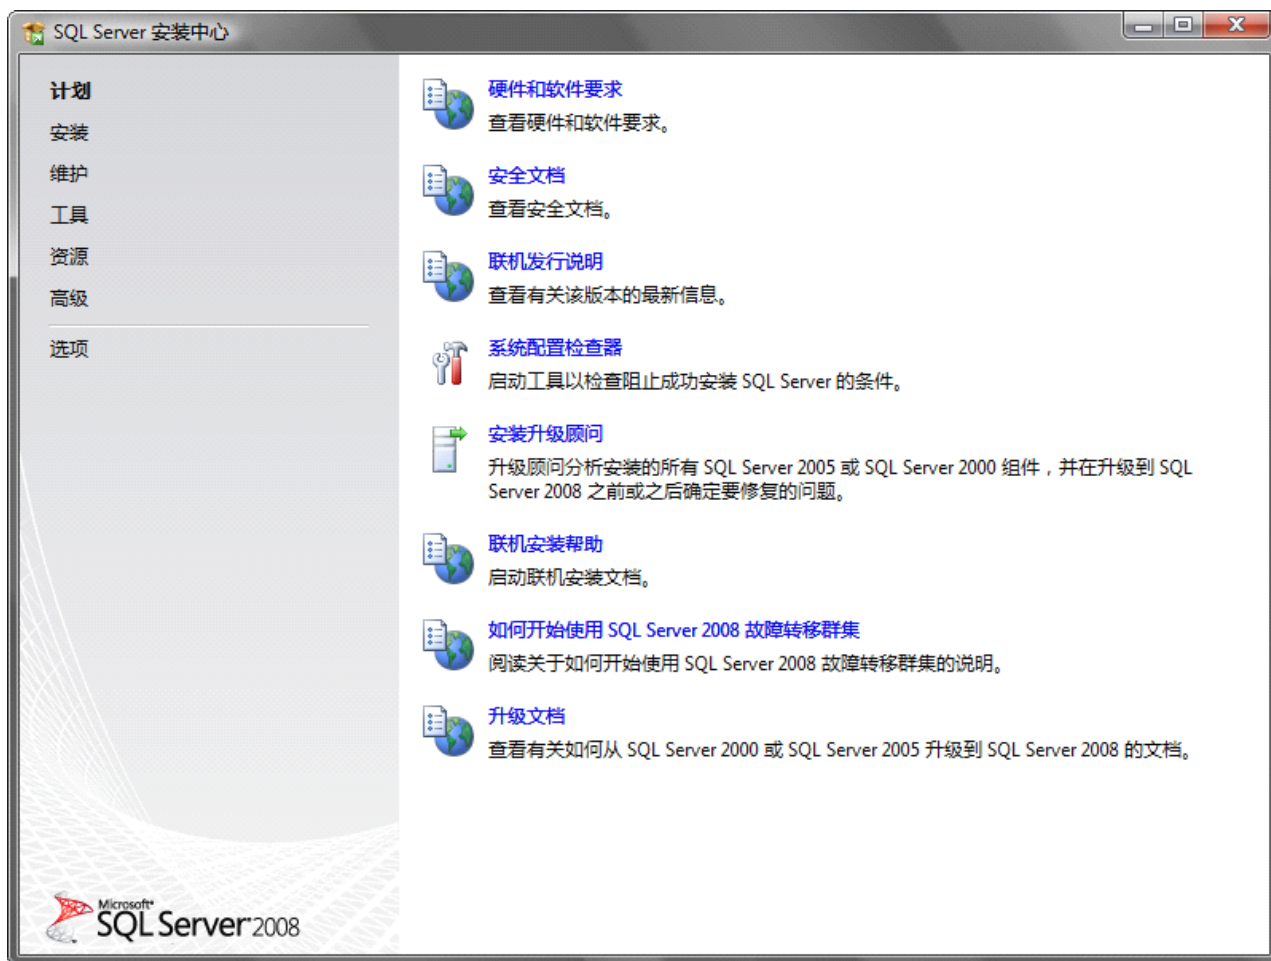 SQL Server 安装中心
计划
安装
维护
工具
资源
高级
选项
硬件和软件要求
查看硬件和软件要求。
安全文档
查看安全文档。
联机发行说明
查看有关该版本的最新信息。
系统配置检查器
启动工具以检查阻止成功安装 SQL Server 的条件。
安装升级顾问
升级顾问分析安装的所有 SQL Server 2005 或 SQL Server 2000 组件，并在升级到 SQL
Server 2008 之前或之后确定要修复的问题。
联机安装帮助
启动联机安装文档。
如何开始使用 SQL Server 2008 故障转移群集
阅读关于如何开始使用 SQL Server 2008 故障转移群集的说明。
升级文档
查看有关如何从 SQL Server 2000 或 SQL Server 2005 升级到 SQL Server 2008 的文档。
Microsoft
SQL Server 2008